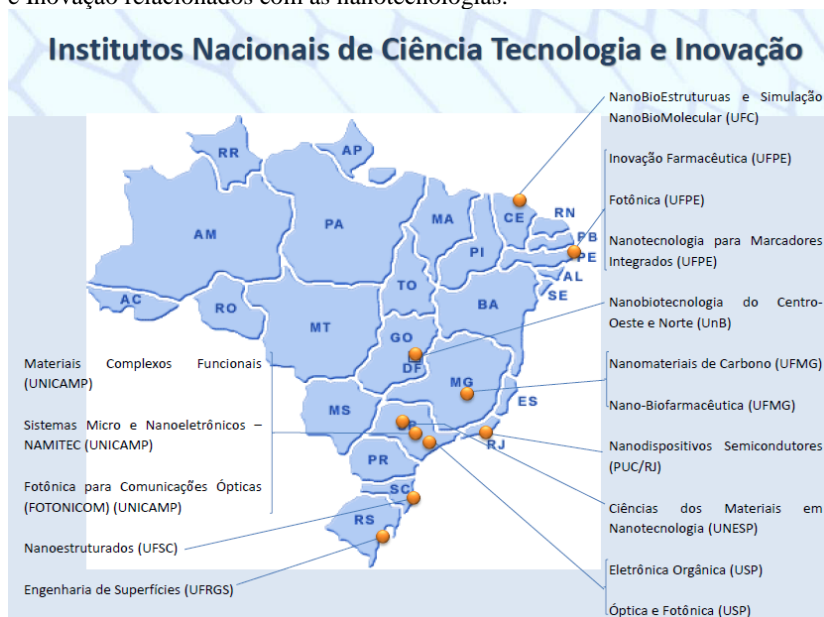 e Inovação relacionados com as nanotecnologias.
Institutos Nacionais de Ciência Tecnologia e Inovação
NanoBioEstruturuas e Simulação
NanoBioMolecular (UFC)
Inovação Farmacêutica (UFPE)
Fotônica (UFPE)
Nanotecnologia para Marcadores
Integrados (UFPE)
Nanobiotecnologia do Centro-
Oeste e Norte (UnB)
Nanomateriais de Carbono (UFMG)
Nano-Biofarmacêutica (UFMG)
Nanodispositivos Semicondutores
(PUC/RJ)
Ciências dos Materiais em
Nanotecnologia (UNESP)
Eletrônica Orgânica (USP)
Óptica e Fotônica (USP)
Materiais Complexos Funcionais
(UNICAMP)
Sistemas Micro e Nanoeletrônicos –
NAMITEC (UNICAMP)
Fotônica para Comunicações Ópticas
(FOTONICOM) (UNICAMP)
Nanoestruturados (UFSC)
Engenharia de Superfícies (UFRGS)
RR
AP
AM
PA
MA
CE
RN
PB
PE
PI
AL
SE
AC
RO
TO
BA
MT
GO
DF
MG
ES
MS
RJ
PR
SC
RS